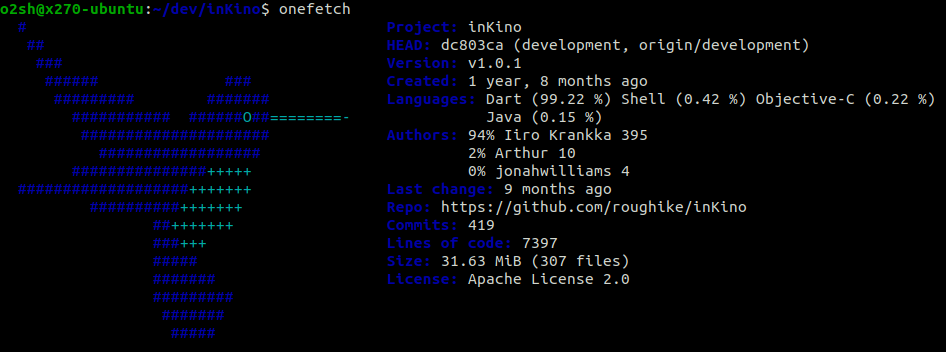 o2sh@x270-ubuntu:~/dev/inKino$ onefetch
Project: inKino
HEAD: dc803ca (development, origin/development)
Version: v1.0.1
Created: 1 year, 8 months ago
Languages: Dart (99.22 %) Shell (0.42 %) Objective-C (0.22 %)
Java (0.15 %)
Authors: 94% Iiro Krankka 395
2% Arthur 10
0% jonahwilliams 4
Last change: 9 months ago
Repo: https://github.com/roughike/inKino
Commits: 419
Lines of code: 7397
Size: 31.63 MiB (307 files)
License: Apache License 2.0